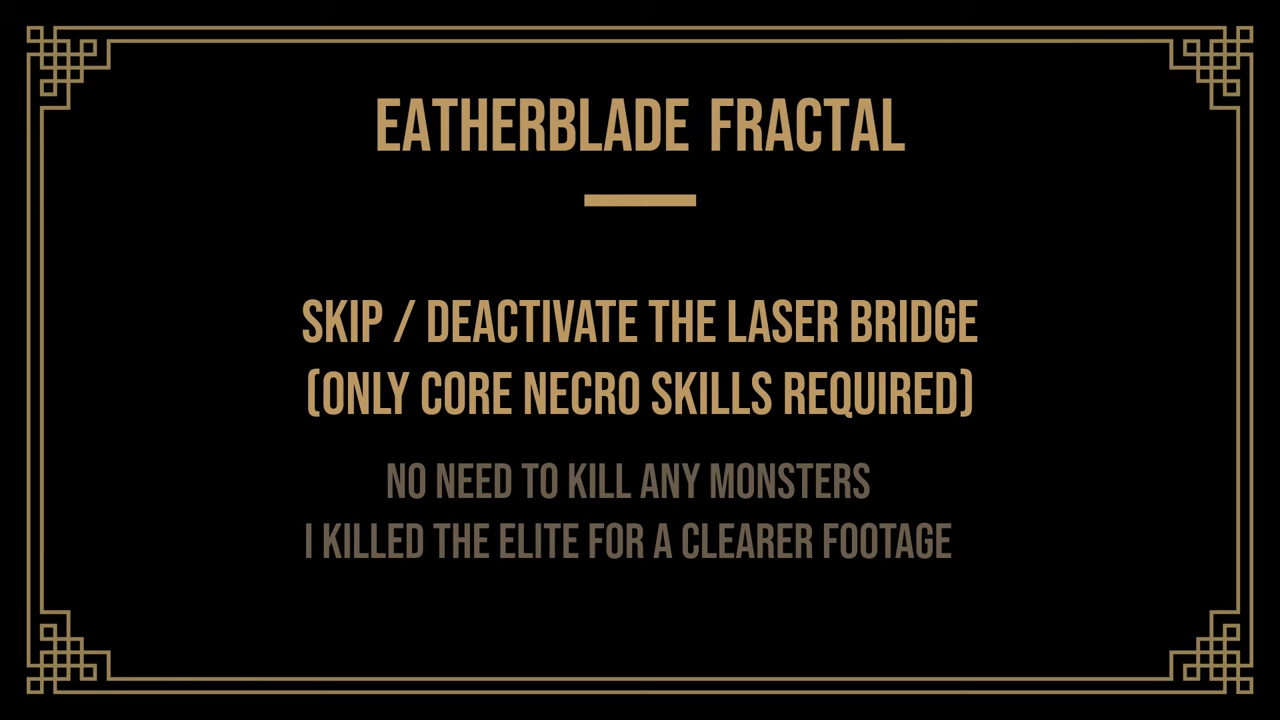 EATHERBLADE FRACTAL
SKIP / DEACTIVATE THE LASER BRIDGE
(ONLY CORE NECRO SKILLS REQUIRED)
NO NEED TO KILL ANY MONSTERS
I KILLED THE ELITE FOR A CLEARER FOOTAGE